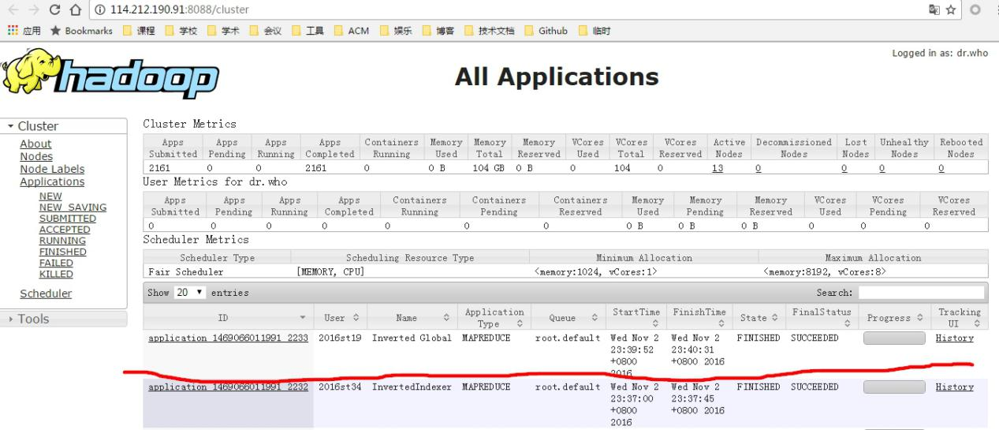 114.212.190.91:8088/cluster
应用 Bookmarks 课程 学校 学术 会议 工具 ACM 娱乐 博客 技术文档 Github 临时
Logged in as: dr.who
hadoop
All Applications
Cluster
About
Nodes
Node Labels
Applications
NEW
NEW_SAVING
SUBMITTED
ACCEPTED
RUNNING
FINISHED
FAILED
KILLED
Scheduler
Tools
Cluster Metrics
Apps Submitted Apps Pending Apps Running Apps Completed Containers Running Memory Used Memory Total Memory Reserved VCores Used VCores Total VCores Reserved Active Nodes Decommissioned Nodes Lost Nodes Unhealthy Nodes Rebooted Nodes
2161 0 0 2161 0 0 B 104 GB 0 B 0 104 0 13 0 0 0 0
User Metrics for dr.who
Apps Submitted Apps Pending Apps Running Apps Completed Containers Running Containers Pending Containers Reserved Memory Used Memory Pending Memory Reserved VCores Used VCores Pending VCores Reserved
0 0 0 0 0 0 0 0 B 0 B 0 B 0 0 0
Scheduler Metrics
Scheduler Type Scheduling Resource Type Minimum Allocation Maximum Allocation
Fair Scheduler [MEMORY, CPU] <memory:1024, vCores:1> <memory:8192, vCores:8>
Show 20 entries Search:
ID User Name Application Type Queue StartTime FinishTime State FinalStatus Progress Tracking UI
application_1469066011991_2233 2016st19 Inverted Global MAPREDUCE root.default Wed Nov 2 Wed Nov 2 FINISHED SUCCEEDED History
23:39:52 23:40:31
+0800 +0800 2016
2016
application_1469066011991_2232 2016st34 InvertedIndexer MAPREDUCE root.default Wed Nov 2 Wed Nov 2 FINISHED SUCCEEDED History
23:37:00 23:37:45
+0800 +0800 2016
2016